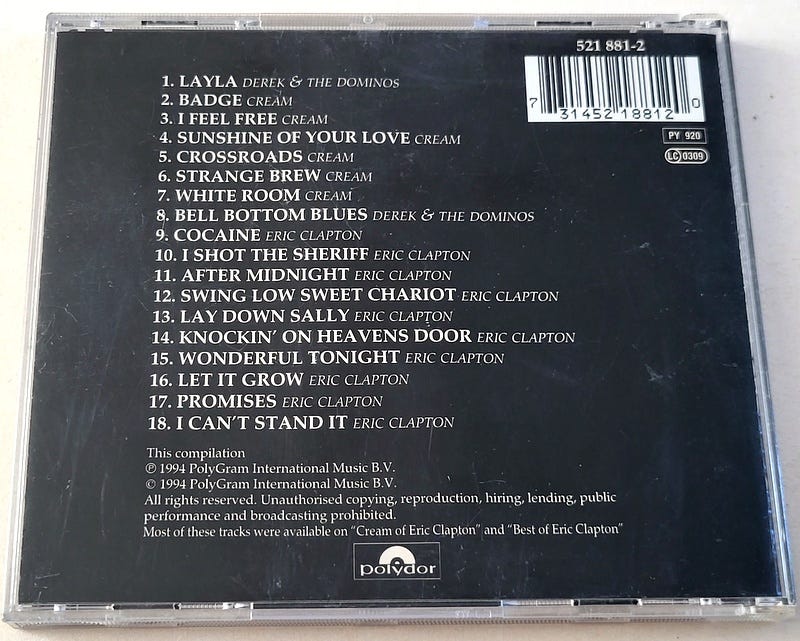 521 881-2
7 31452 18812 0
PY 920
LC 0309
1. LAYLA DEREK & THE DOMINOS
2. BADGE CREAM
3. I FEEL FREE CREAM
4. SUNSHINE OF YOUR LOVE CREAM
5. CROSSROADS CREAM
6. STRANGE BREW CREAM
7. WHITE ROOM CREAM
8. BELL BOTTOM BLUES DEREK & THE DOMINOS
9. COCAINE ERIC CLAPTON
10. I SHOT THE SHERIFF ERIC CLAPTON
11. AFTER MIDNIGHT ERIC CLAPTON
12. SWING LOW SWEET CHARIOT ERIC CLAPTON
13. LAY DOWN SALLY ERIC CLAPTON
14. KNOCKIN' ON HEAVENS DOOR ERIC CLAPTON
15. WONDERFUL TONIGHT ERIC CLAPTON
16. LET IT GROW ERIC CLAPTON
17. PROMISES ERIC CLAPTON
18. I CAN'T STAND IT ERIC CLAPTON
This compilation
℗ 1994 PolyGram International Music B.V.
© 1994 PolyGram International Music B.V.
All rights reserved. Unauthorised copying, reproduction, hiring, lending, public
performance and broadcasting prohibited.
Most of these tracks were available on "Cream of Eric Clapton" and "Best of Eric Clapton"
polydor